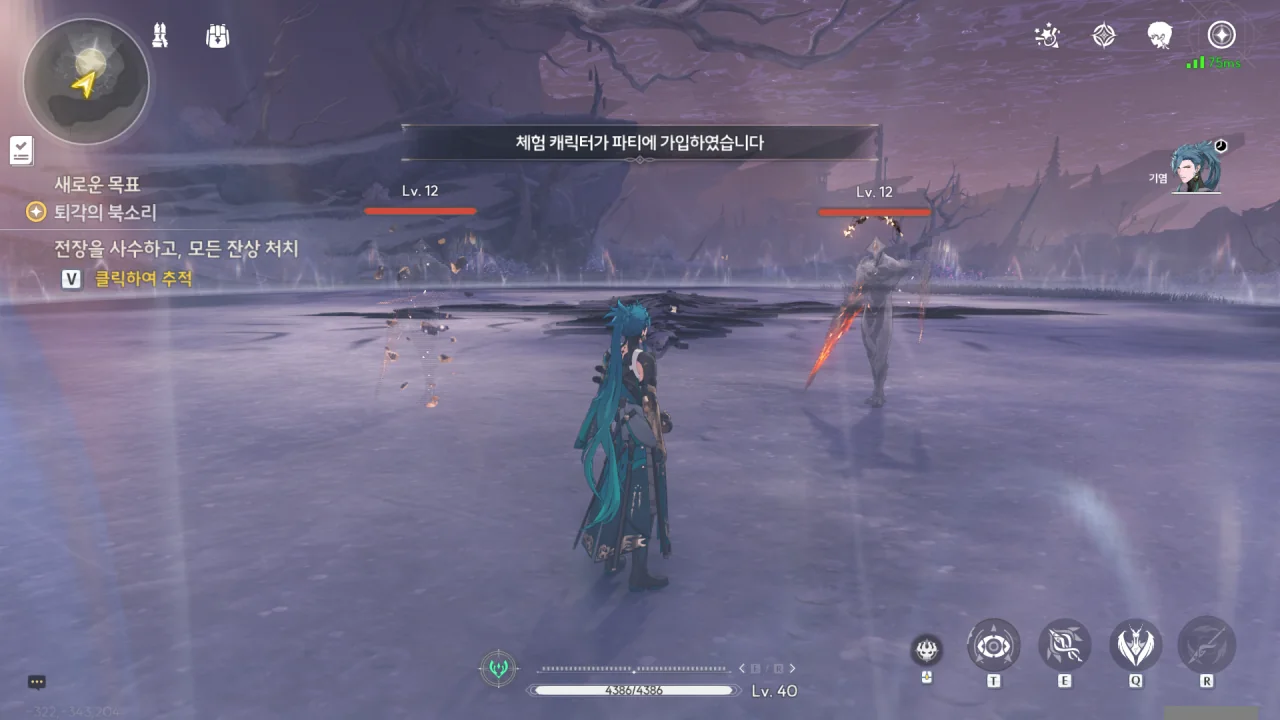 75ms
체험 캐릭터가 파티에 가입하였습니다
기염
새로운 목표
퇴각의 북소리
전장을 사수하고, 모든 잔상 처치
V 클릭하여 추적
Lv. 12
Lv. 12
E / R
4386/4386
Lv. 40
T
E
Q
R